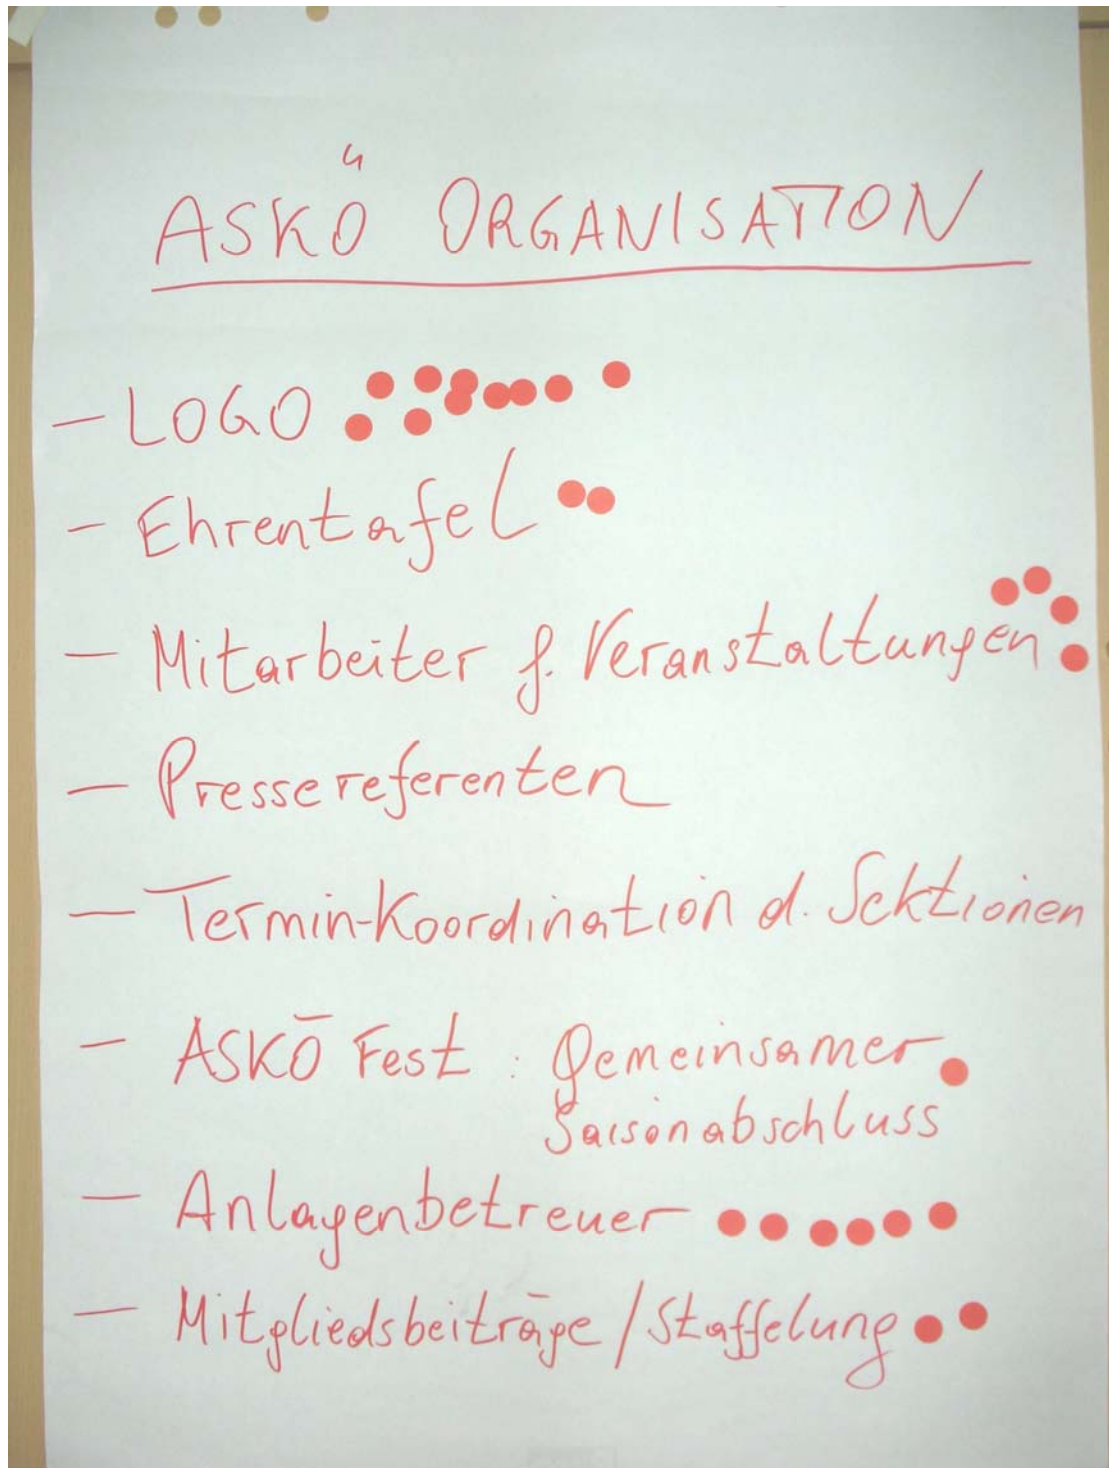 ASKÖ ORGANISATION
- LOGO
- Ehrentafel
- Mitarbeiter f. Veranstaltungen
- Pressereferenten
- Termin-Koordination d. Sektionen
- ASKÖ Fest : Gemeinsamer
Saisonabschluss
- Anlagenbetreuer
- Mitgliedsbeiträge / Staffelung